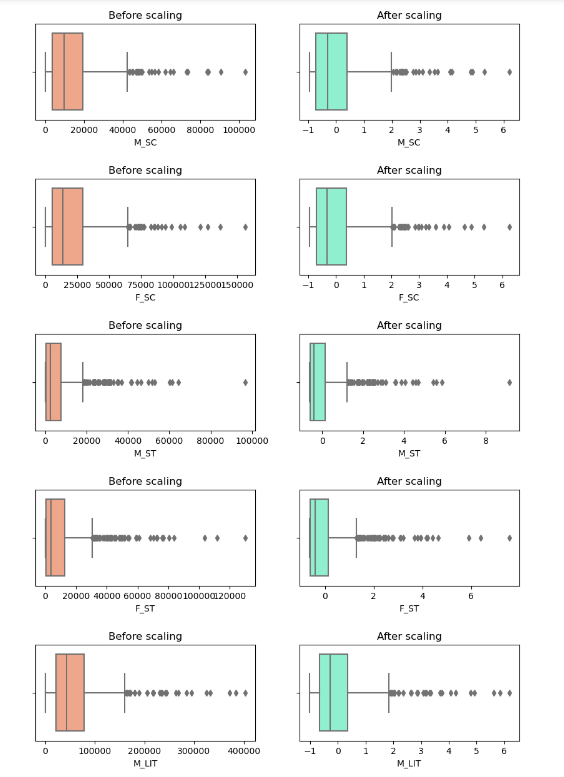 Before scaling After scaling
0 20000 40000 60000 80000 100000 −1 0 1 2 3 4 5 6
M_SC M_SC
Before scaling After scaling
0 25000 50000 75000 100000 125000 150000 −1 0 1 2 3 4 5 6
F_SC F_SC
Before scaling After scaling
0 20000 40000 60000 80000 100000 0 2 4 6 8
M_ST M_ST
Before scaling After scaling
0 20000 40000 60000 80000 100000 120000 0 2 4 6
F_ST F_ST
Before scaling After scaling
0 100000 200000 300000 400000 −1 0 1 2 3 4 5 6
M_LIT M_LIT